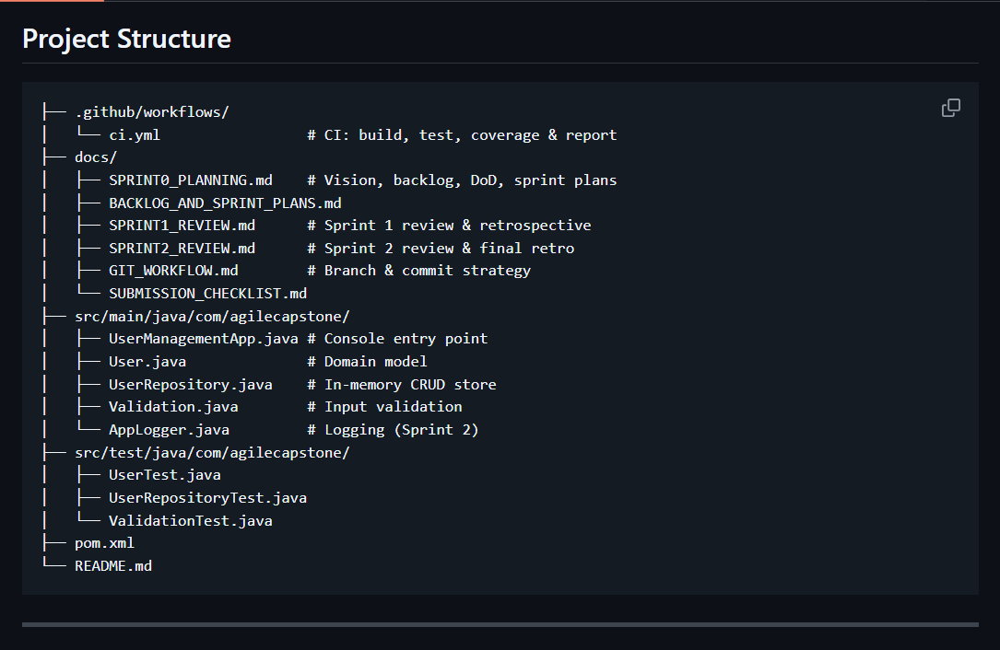 Project Structure
├── .github/workflows/
│   └── ci.yml                 # CI: build, test, coverage & report
├── docs/
│   ├── SPRINT0_PLANNING.md    # Vision, backlog, DoD, sprint plans
│   ├── BACKLOG_AND_SPRINT_PLANS.md
│   ├── SPRINT1_REVIEW.md      # Sprint 1 review & retrospective
│   ├── SPRINT2_REVIEW.md      # Sprint 2 review & final retro
│   ├── GIT_WORKFLOW.md        # Branch & commit strategy
│   └── SUBMISSION_CHECKLIST.md
├── src/main/java/com/agilecapstone/
│   ├── UserManagementApp.java # Console entry point
│   ├── User.java              # Domain model
│   ├── UserRepository.java    # In-memory CRUD store
│   ├── Validation.java        # Input validation
│   └── AppLogger.java         # Logging (Sprint 2)
├── src/test/java/com/agilecapstone/
│   ├── UserTest.java
│   ├── UserRepositoryTest.java
│   └── ValidationTest.java
├── pom.xml
└── README.md